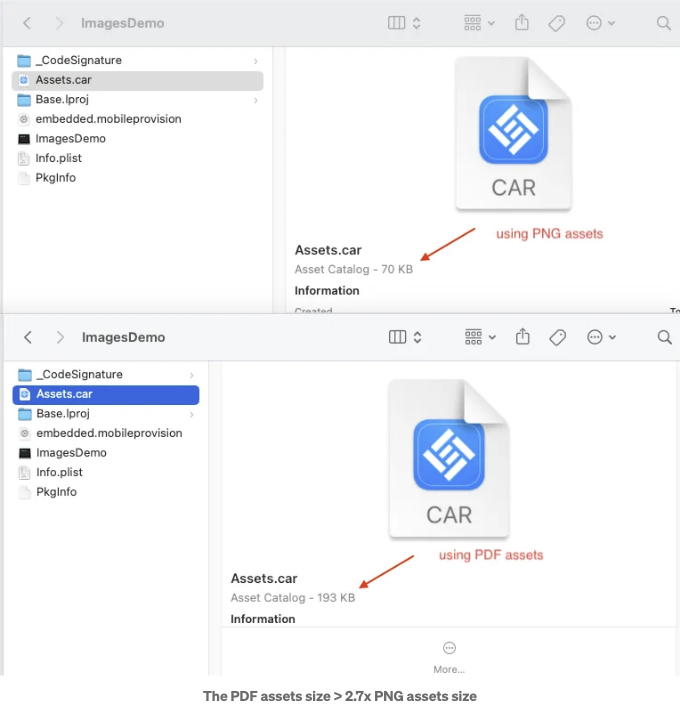 ImagesDemo
_CodeSignature
Assets.car
Base.lproj
embedded.mobileprovision
ImagesDemo
Info.plist
PkgInfo
CAR
using PNG assets
Assets.car
Asset Catalog - 70 KB
Information
Created
To
ImagesDemo
_CodeSignature
Assets.car
Base.lproj
embedded.mobileprovision
ImagesDemo
Info.plist
PkgInfo
CAR
using PDF assets
Assets.car
Asset Catalog - 193 KB
Information
More...
The PDF assets size > 2.7x PNG assets size